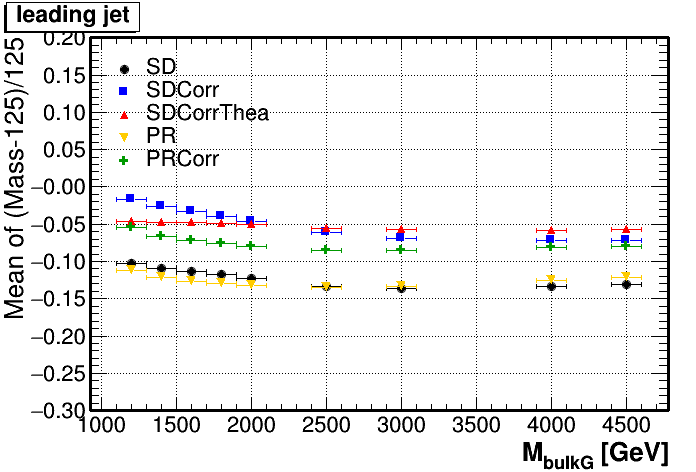 leading jet
Mean of (Mass-125)/125
0.20
0.15
0.10
0.05
−0.00
−0.05
−0.10
−0.15
−0.20
−0.25
−0.30
SD
SDCorr
SDCorrThea
PR
PRCorr
1000 1500 2000 2500 3000 3500 4000 4500
M_bulkG [GeV]